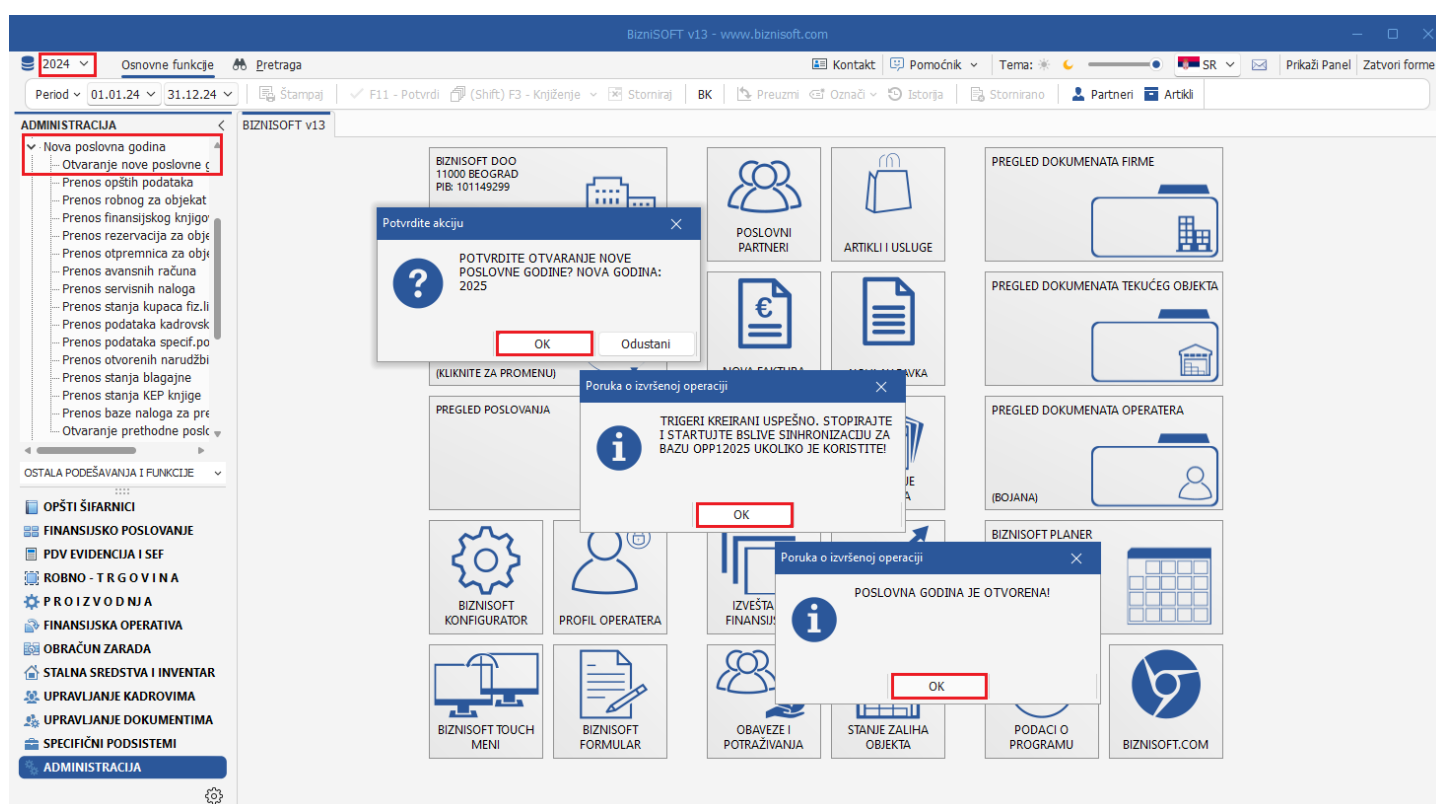 BizniSOFT v13 - www.biznisoft.com
2024 Osnovne funkcije Pretraga Kontakt Pomoćnik Tema: SR Prikaži Panel Zatvori forme
Period 01.01.24 31.12.24 Štampaj F11 - Potvrdi (Shift) F3 - Knjiženje Storniraj BK Preuzmi Označi Istorija Stornirano Partneri Artikli
ADMINISTRACIJA
BIZNISOFT v13
Nova poslovna godina
Otvaranje nove poslovne
Prenos opštih podataka
Prenos robnog za objekat
Prenos finansijskog knjigo
Prenos rezervacija za obje
Prenos otpremnica za obje
Prenos avansnih računa
Prenos servisnih naloga
Prenos stanja kupaca fiz.li
Prenos podataka kadrovsk
Prenos podataka specif.po
Prenos otvorenih narudžbi
Prenos stanja blagajne
Prenos stanja KEP knjige
Prenos baze naloga za pre
Otvaranje prethodne poslo
OSTALA PODEŠAVANJA I FUNKCIJE
OPŠTI ŠIFARNICI
FINANSIJSKO POSLOVANJE
PDV EVIDENCIJA I SEF
ROBNO - T R G O V I N A
P R O I Z V O D NJ A
FINANSIJSKA OPERATIVA
OBRAČUN ZARADA
STALNA SREDSTVA I INVENTAR
UPRAVLJANJE KADROVIMA
UPRAVLJANJE DOKUMENTIMA
SPECIFIČNI PODSISTEMI
ADMINISTRACIJA
BIZNISOFT DOO
11000 BEOGRAD
PIB: 101149299
POSLOVNI
PARTNERI
ARTIKLI I USLUGE
PREGLED DOKUMENATA FIRME
Potvrdite akciju
POTVRDITE OTVARANJE NOVE
POSLOVNE GODINE? NOVA GODINA:
2025
OK Odustani
PREGLED DOKUMENATA TEKUĆEG OBJEKTA
(KLIKNITE ZA PROMENU)
Poruka o izvršenoj operaciji
TRIGERI KREIRANI USPEŠNO. STOPIRAJTE
I STARTUJTE BSLIVE SINHRONIZACIJU ZA
BAZU OPP12025 UKOLIKO JE KORISTITE!
OK
PREGLED POSLOVANJA
PREGLED DOKUMENATA OPERATERA
(BOJANA)
Poruka o izvršenoj operaciji
POSLOVNA GODINA JE OTVORENA!
OK
BIZNISOFT
KONFIGURATOR
PROFIL OPERATERA
BIZNISOFT PLANER
BIZNISOFT TOUCH
MENI
BIZNISOFT
FORMULAR
OBAVEZE I
POTRAŽIVANJA
STANJE ZALIHA
OBJEKTA
PODACI O
PROGRAMU
BIZNISOFT.COM